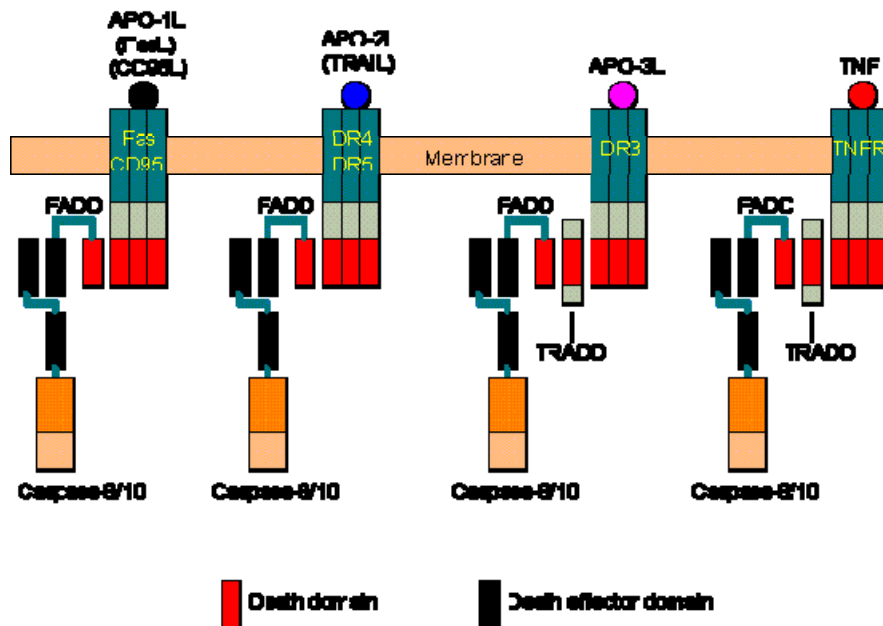 APO-1L
(FasL)
(CD95L)
APO-2L
(TRAIL)
APO-3L
TNF
Fas
CD95
DR4
DR5
Membrane
DR3
TNFR
FADD
FADD
FADD
FADC
TRADD
TRADD
Caspase-8/10
Caspase-8/10
Caspase-8/10
Caspase-8/10
Death domain
Death effector domain